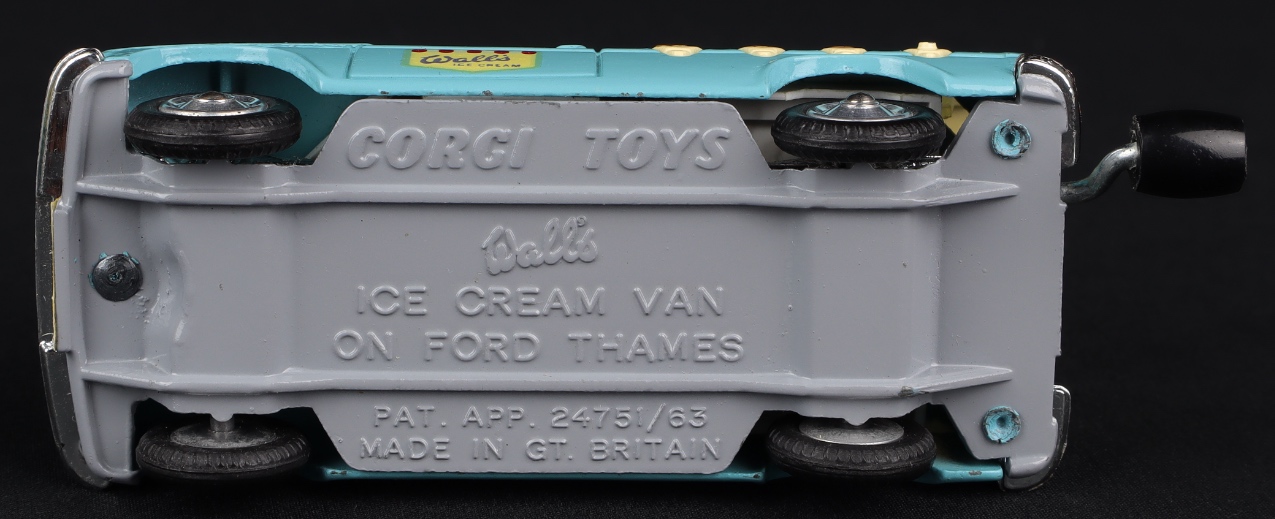 Wall's
ICE CREAM
CORGI TOYS
Wall's
ICE CREAM VAN
ON FORD THAMES
PAT. APP. 24751/63
MADE IN GT. BRITAIN